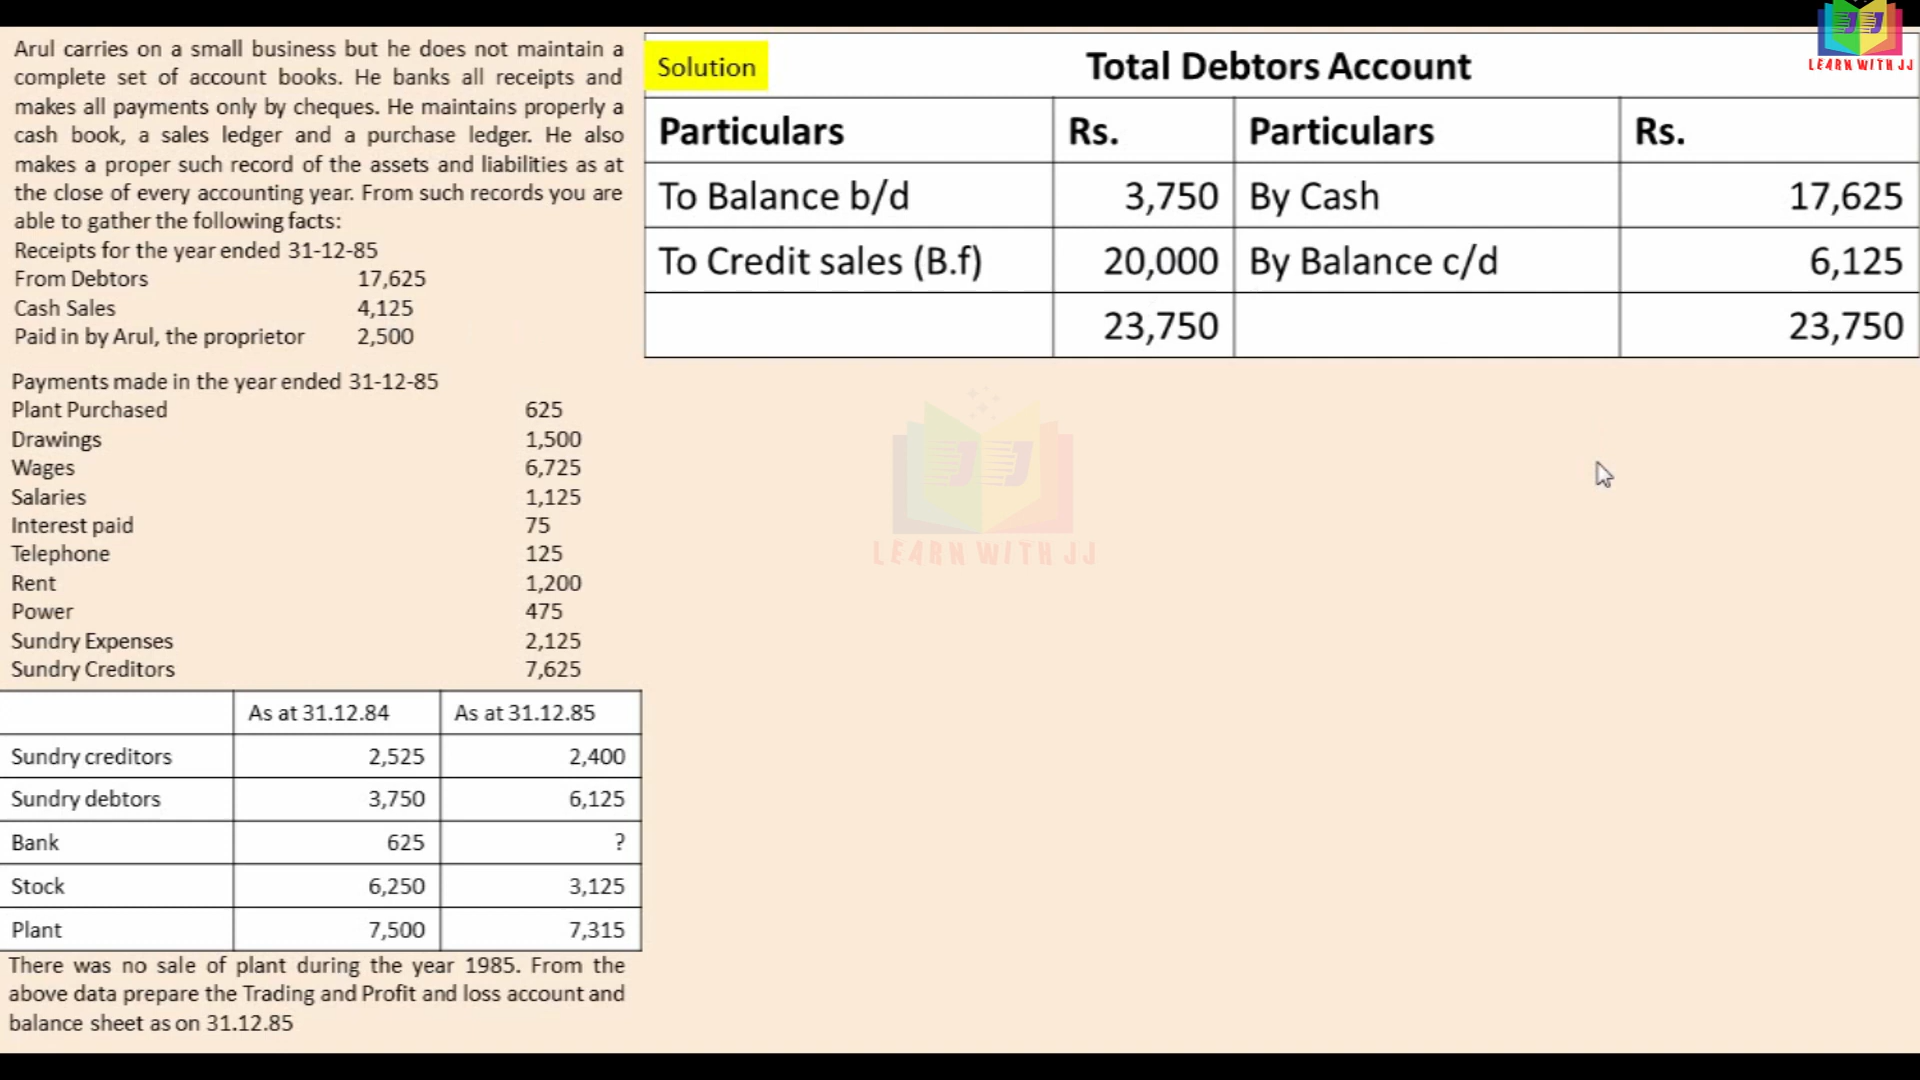 Arul carries on a small business but he does not maintain a
complete set of account books. He banks all receipts and
makes all payments only by cheques. He maintains properly a
cash book, a sales ledger and a purchase ledger. He also
makes a proper such record of the assets and liabilities as at
the close of every accounting year. From such records you are
able to gather the following facts:
Receipts for the year ended 31-12-85
From Debtors 17,625
Cash Sales 4,125
Paid in by Arul, the proprietor 2,500
Payments made in the year ended 31-12-85
Plant Purchased 625
Drawings 1,500
Wages 6,725
Salaries 1,125
Interest paid 75
Telephone 125
Rent 1,200
Power 475
Sundry Expenses 2,125
Sundry Creditors 7,625
As at 31.12.84 As at 31.12.85
Sundry creditors 2,525 2,400
Sundry debtors 3,750 6,125
Bank 625 ?
Stock 6,250 3,125
Plant 7,500 7,315
There was no sale of plant during the year 1985. From the
above data prepare the Trading and Profit and loss account and
balance sheet as on 31.12.85
Solution
Total Debtors Account
Particulars Rs. Particulars Rs.
To Balance b/d 3,750 By Cash 17,625
To Credit sales (B.f) 20,000 By Balance c/d 6,125
23,750 23,750
JJ
LEARN WITH JJ
JJ
LEARN WITH JJ